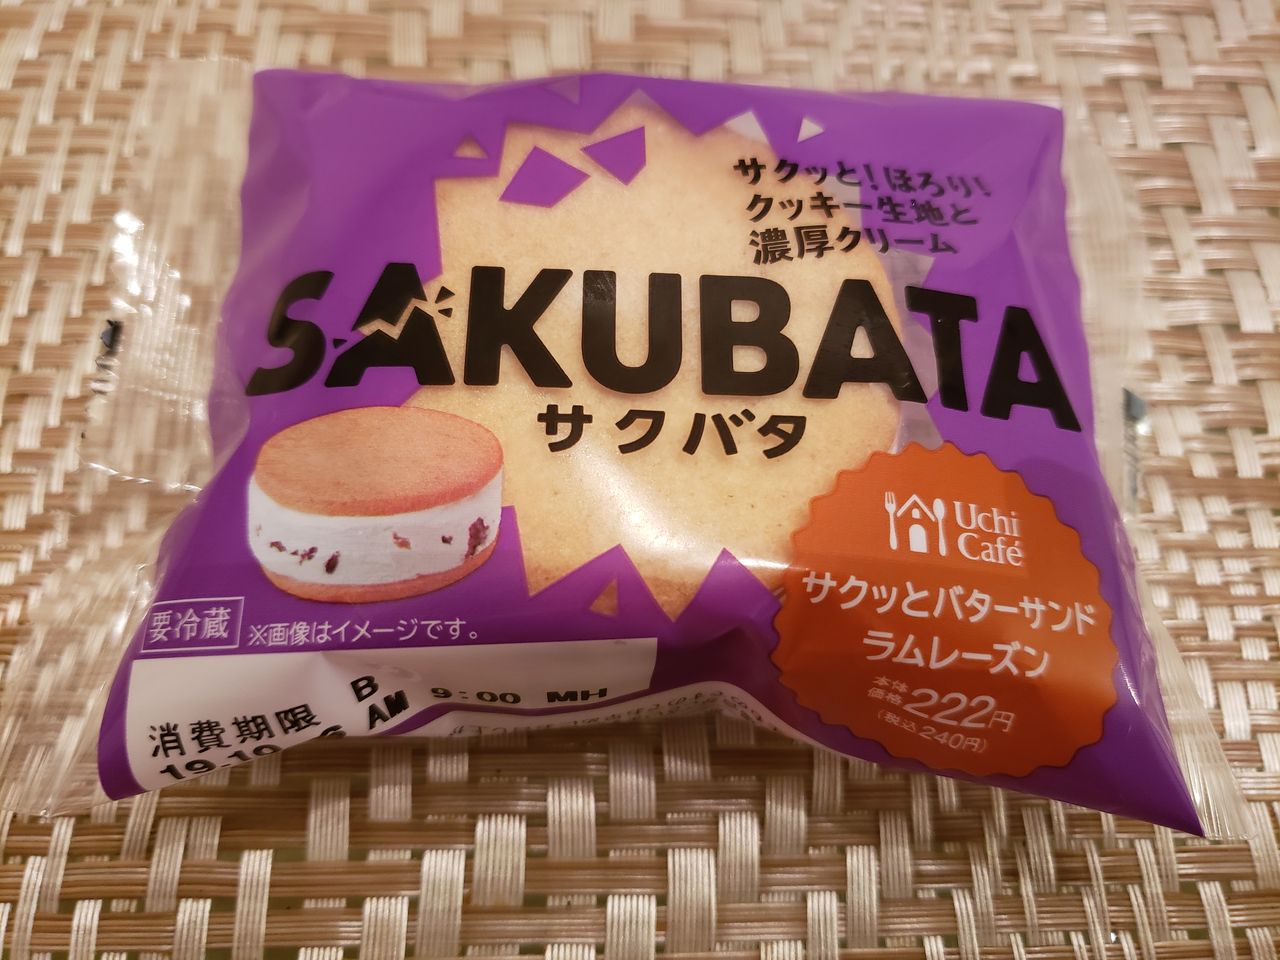 サクッと!ほろり!
クッキー生地と
濃厚クリーム
SAKUBATA
サクバタ
Uchi
Café
サクッとバターサンド
ラムレーズン
本体
価格222円
(税込240円)
要冷蔵 ※画像はイメージです。
消費期限 B
AM 9:00 MH
19.10